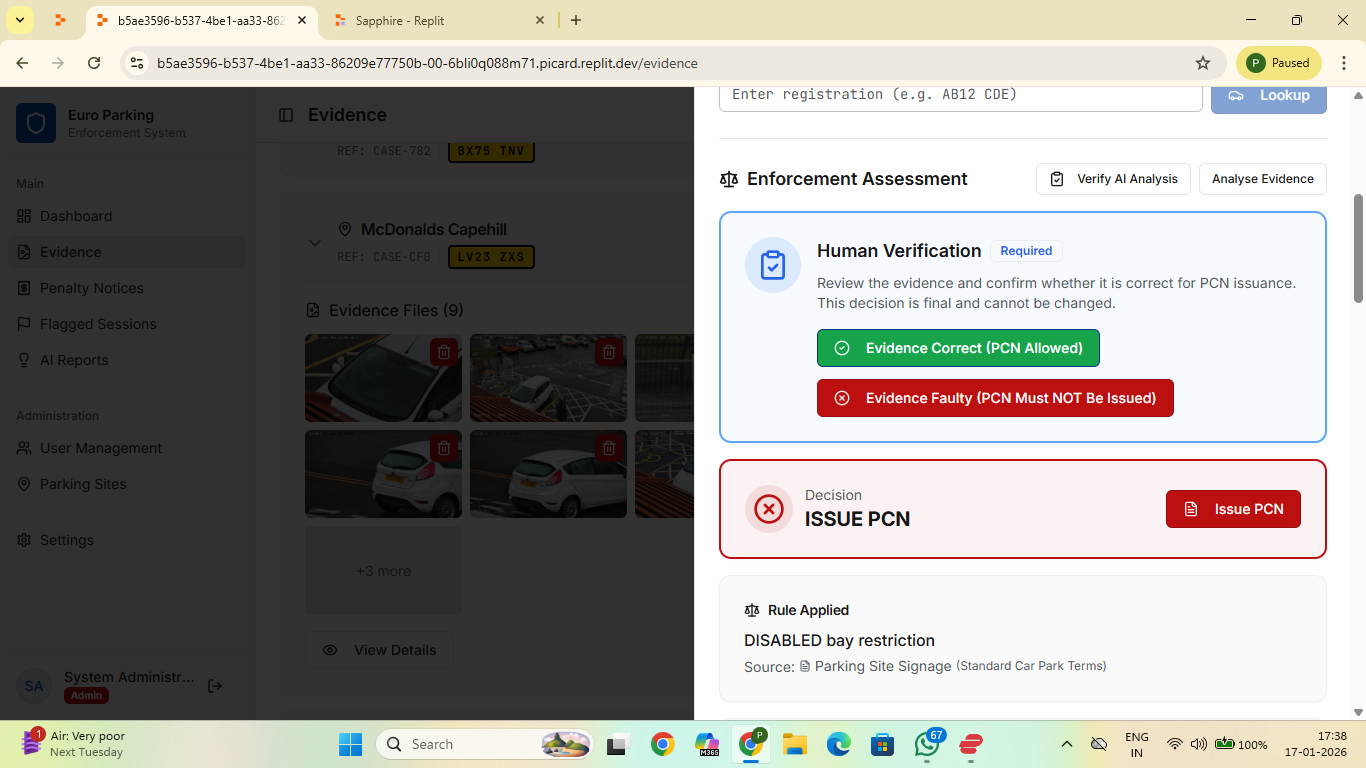 b5ae3596-b537-4be1-aa33-862
Sapphire - Replit
b5ae3596-b537-4be1-aa33-86209e77750b-00-6bli0q088m71.picard.replit.dev/evidence
P
Paused
Euro Parking
Enforcement System
Main
Dashboard
Evidence
Penalty Notices
Flagged Sessions
AI Reports
Administration
User Management
Parking Sites
Settings
SA
System Administr...
Admin
Evidence
REF: CASE-782
BX75 TNV
McDonalds Capehill
REF: CASE-CF0
LV23 ZXS
Evidence Files (9)
+3 more
View Details
Enter registration (e.g. AB12 CDE)
Lookup
Enforcement Assessment
Verify AI Analysis
Analyse Evidence
Human Verification
Required
Review the evidence and confirm whether it is correct for PCN issuance.
This decision is final and cannot be changed.
Evidence Correct (PCN Allowed)
Evidence Faulty (PCN Must NOT Be Issued)
Decision
ISSUE PCN
Issue PCN
Rule Applied
DISABLED bay restriction
Source: Parking Site Signage (Standard Car Park Terms)
1
Air: Very poor
Next Tuesday
Search
M365
P
67
ENG
IN
100%
17:38
17-01-2026